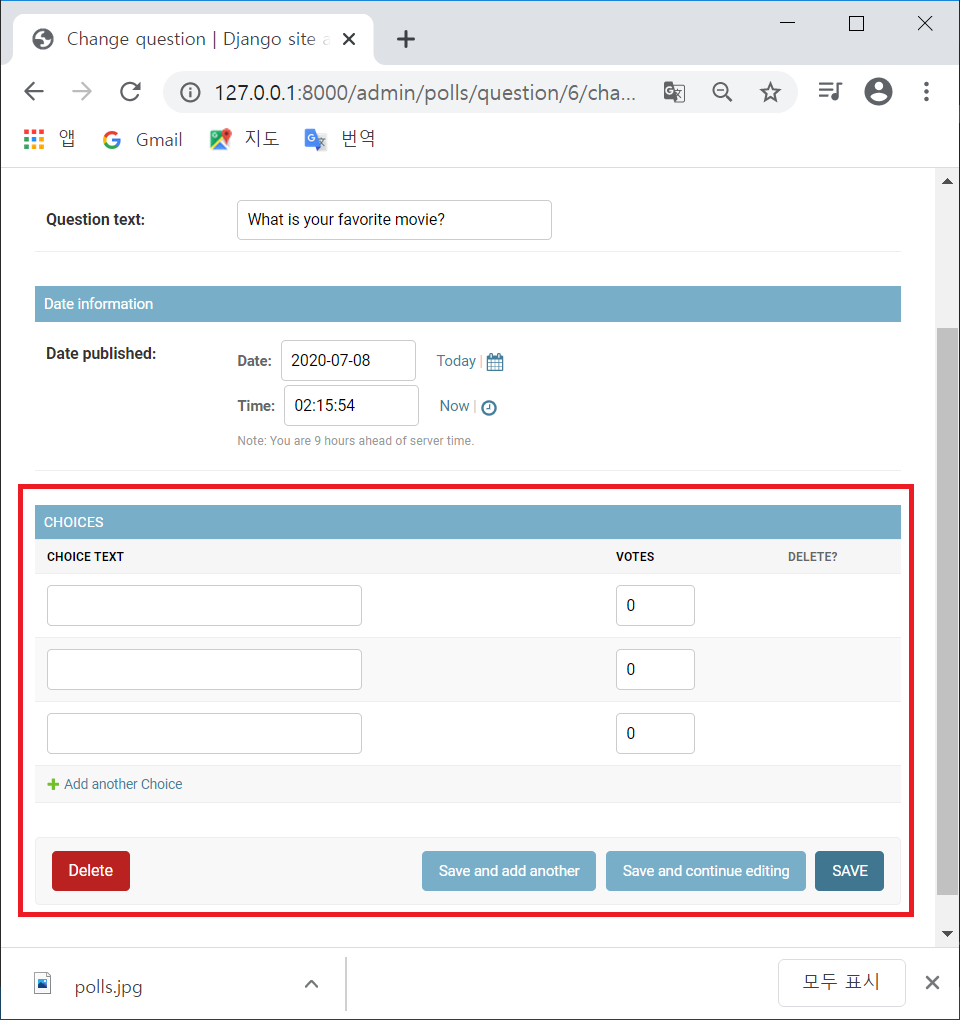 Change question | Django site a
127.0.0.1:8000/admin/polls/question/6/cha...
앱 Gmail 지도 번역
Question text: What is your favorite movie?
Date information
Date published: Date: 2020-07-08 Today |
Time: 02:15:54 Now |
Note: You are 9 hours ahead of server time.
CHOICES
CHOICE TEXT VOTES DELETE?
0
0
0
Add another Choice
Delete Save and add another Save and continue editing SAVE
polls.jpg 모두 표시